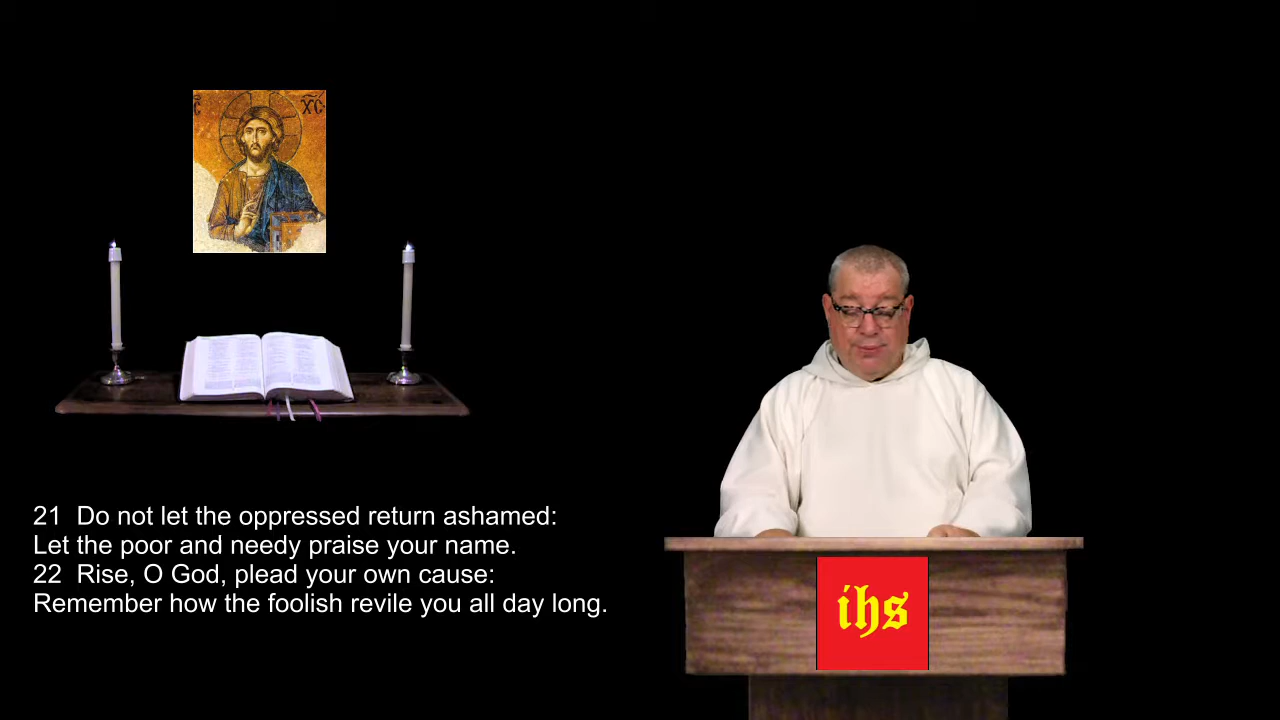 XC
21  Do not let the oppressed return ashamed:
Let the poor and needy praise your name.
22  Rise, O God, plead your own cause:
Remember how the foolish revile you all day long.
ihs